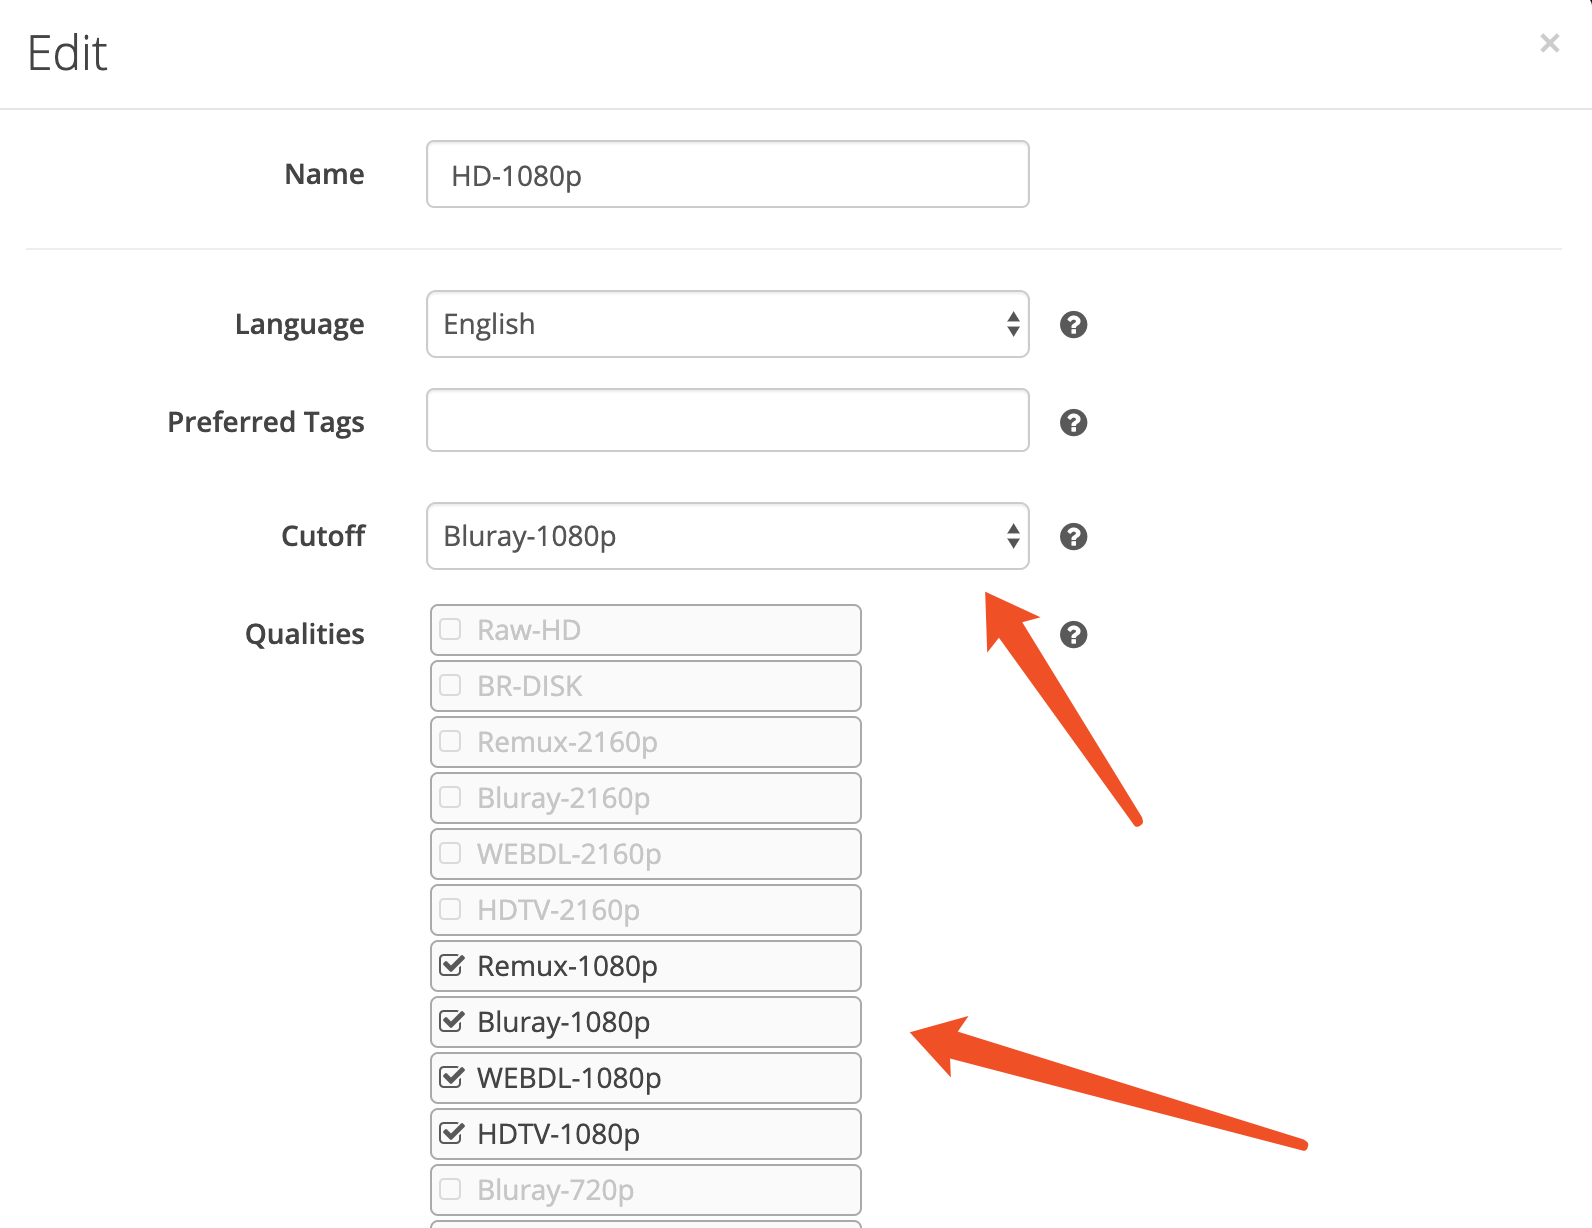 Edit
×
Name
HD-1080p
Language
English
?
Preferred Tags
?
Cutoff
Bluray-1080p
?
Qualities
?
Raw-HD
BR-DISK
Remux-2160p
Bluray-2160p
WEBDL-2160p
HDTV-2160p
Remux-1080p
Bluray-1080p
WEBDL-1080p
HDTV-1080p
Bluray-720p